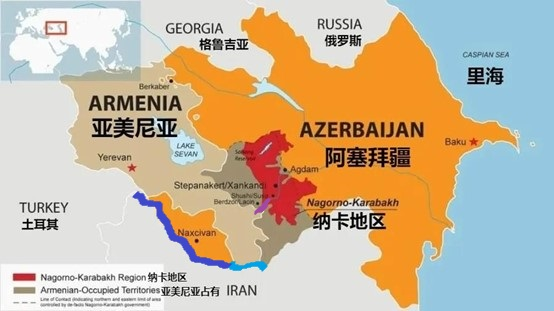 GEORGIA
格鲁吉亚
RUSSIA
俄罗斯
CASPIAN SEA
里海
Berkaber
ARMENIA
亚美尼亚
LAKE
SEVAN
Yerevan
AZERBAIJAN
阿塞拜疆
Baku
Agdam
Stepanakert/Xankandi
Shushi/Susa
Berdzor/Lacin
Nagorno-Karabakh
纳卡地区
TURKEY
土耳其
Naxcivan
IRAN
Nagorno-Karabakh Region 纳卡地区
Armenian-Occupied Territories 亚美尼亚占有
Line of Contact (indicating northern and eastern limit of area
controlled by de-facto Nagorno-Karabakh government)